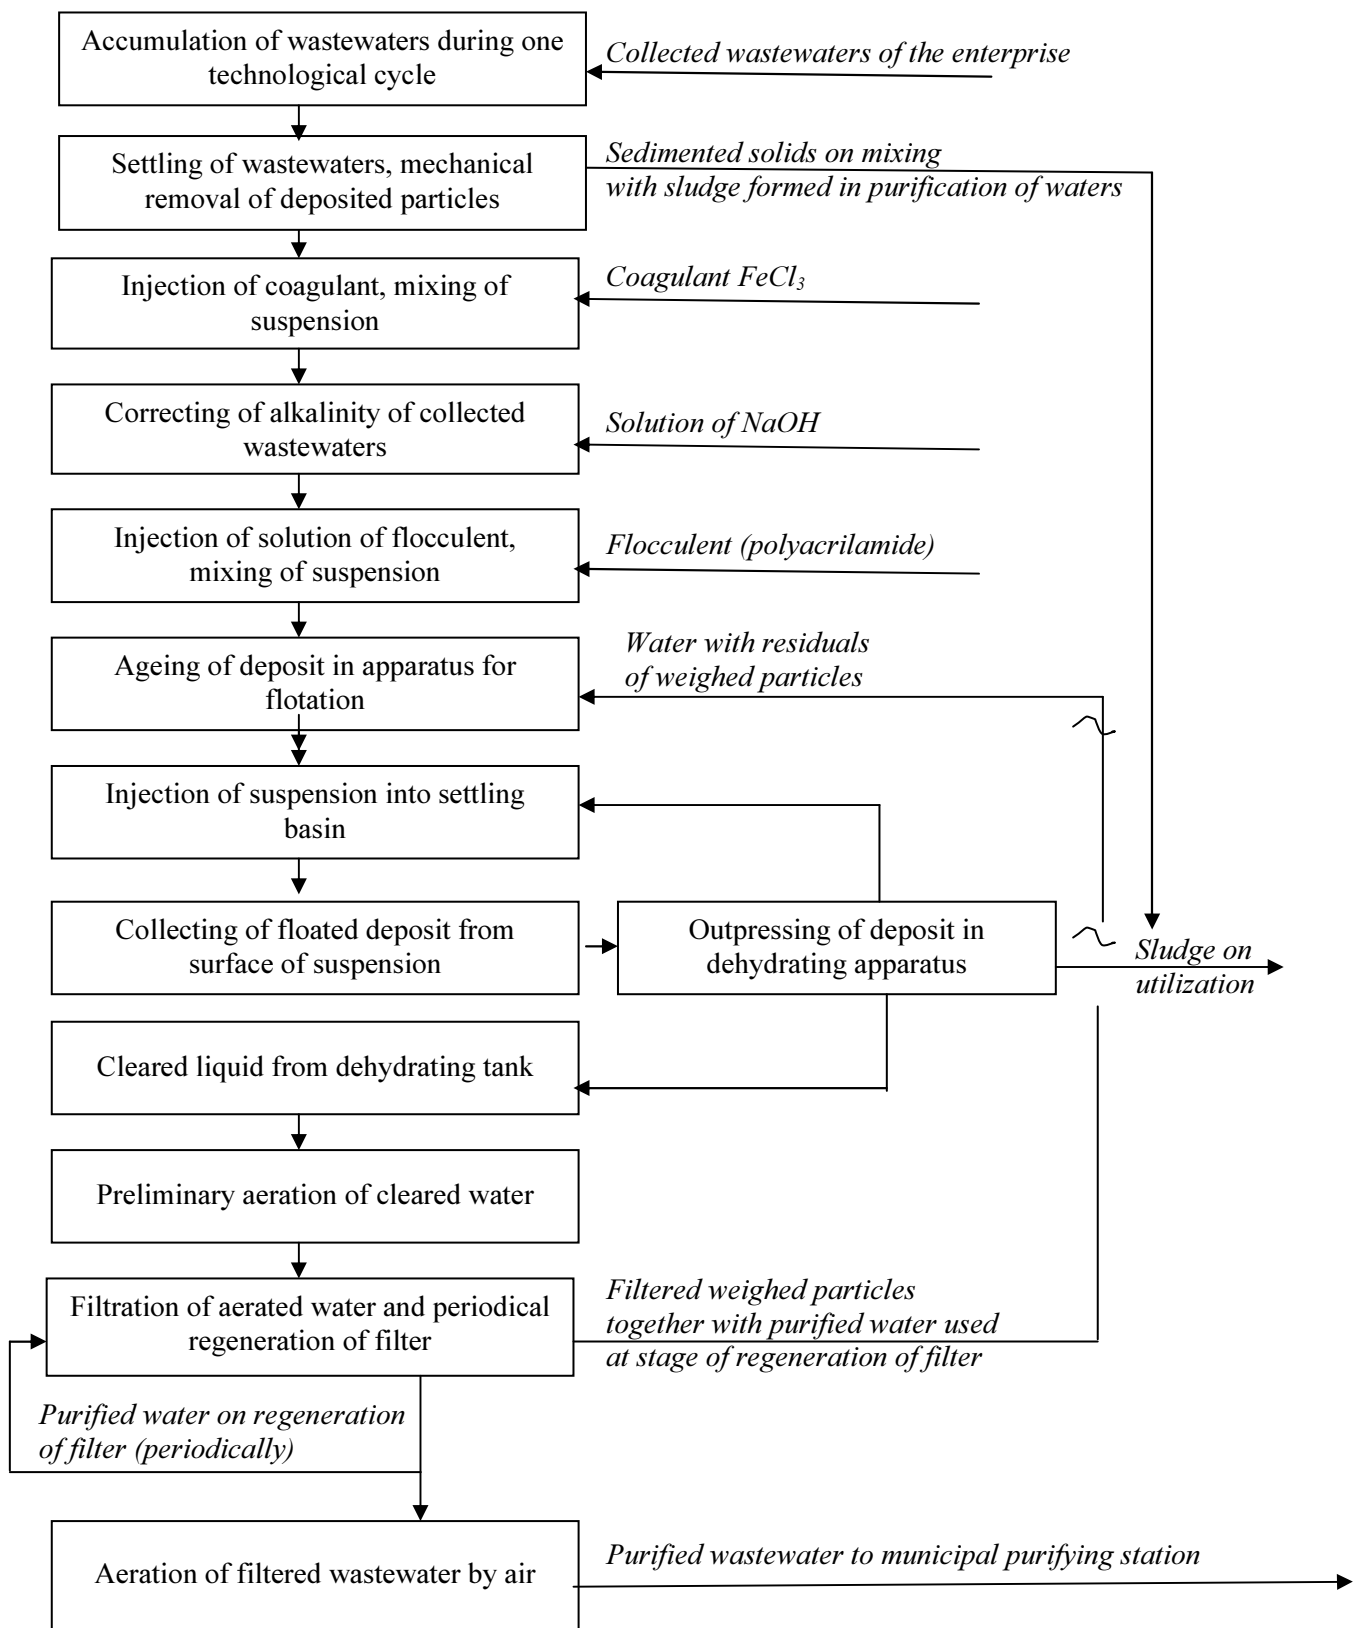 Accumulation of wastewaters during one
technological cycle
Collected wastewaters of the enterprise
Settling of wastewaters, mechanical
removal of deposited particles
Sedimented solids on mixing
with sludge formed in purification of waters
Injection of coagulant, mixing of
suspension
Coagulant FeCl₃
Correcting of alkalinity of collected
wastewaters
Solution of NaOH
Injection of solution of flocculent,
mixing of suspension
Flocculent (polyacrilamide)
Ageing of deposit in apparatus for
flotation
Water with residuals
of weighed particles
Injection of suspension into settling
basin
Collecting of floated deposit from
surface of suspension
Outpressing of deposit in
dehydrating apparatus
Sludge on
utilization
Cleared liquid from dehydrating tank
Preliminary aeration of cleared water
Filtration of aerated water and periodical
regeneration of filter
Filtered weighed particles
together with purified water used
at stage of regeneration of filter
Purified water on regeneration
of filter (periodically)
Aeration of filtered wastewater by air
Purified wastewater to municipal purifying station